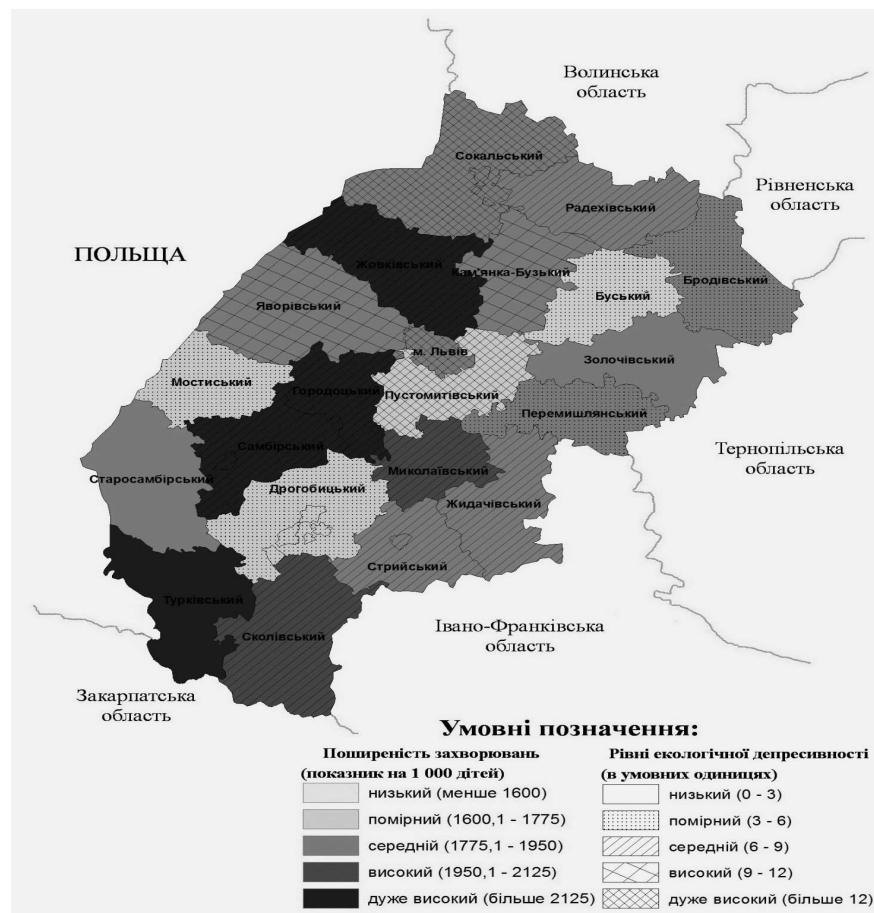 Волинська
область
Сокальський
Рівненська
область
Радехівський
ПОЛЬЩА
Жовківський
Кам'янка-Бузький
Бродівський
Буський
Яворівський
м. Львів
Золочівський
Мостиський
Городоцький
Пустомитівський
Перемишлянський
Самбірський
Тернопільська
область
Миколаївський
Старосамбірський
Дрогобицький
Жидачівський
Стрийський
Турківський
Івано-Франківська
область
Сколівський
Закарпатська
область
Умовні позначення:
Поширеність захворювань
(показник на 1 000 дітей)
низький (менше 1600)
помірний (1600,1 - 1775)
середній (1775,1 - 1950)
високий (1950,1 - 2125)
дуже високий (більше 2125)
Рівні екологічної депресивності
(в умовних одиницях)
низький (0 - 3)
помірний (3 - 6)
середній (6 - 9)
високий (9 - 12)
дуже високий (більше 12)